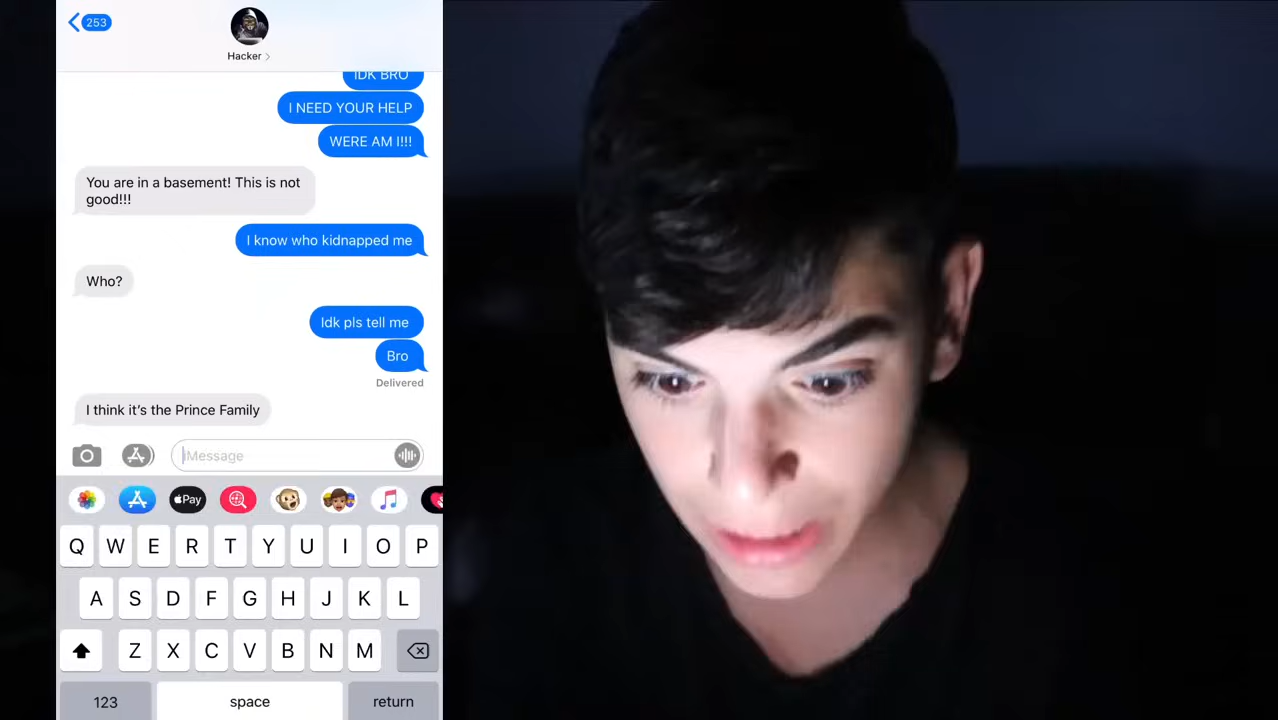 253
Hacker
IDK BRO
I NEED YOUR HELP
WERE AM I!!!
You are in a basement! This is not
good!!!
I know who kidnapped me
Who?
Idk pls tell me
Bro
Delivered
I think it's the Prince Family
iMessage
Pay
Q W E R T Y U I O P
A S D F G H J K L
Z X C V B N M
123 space return